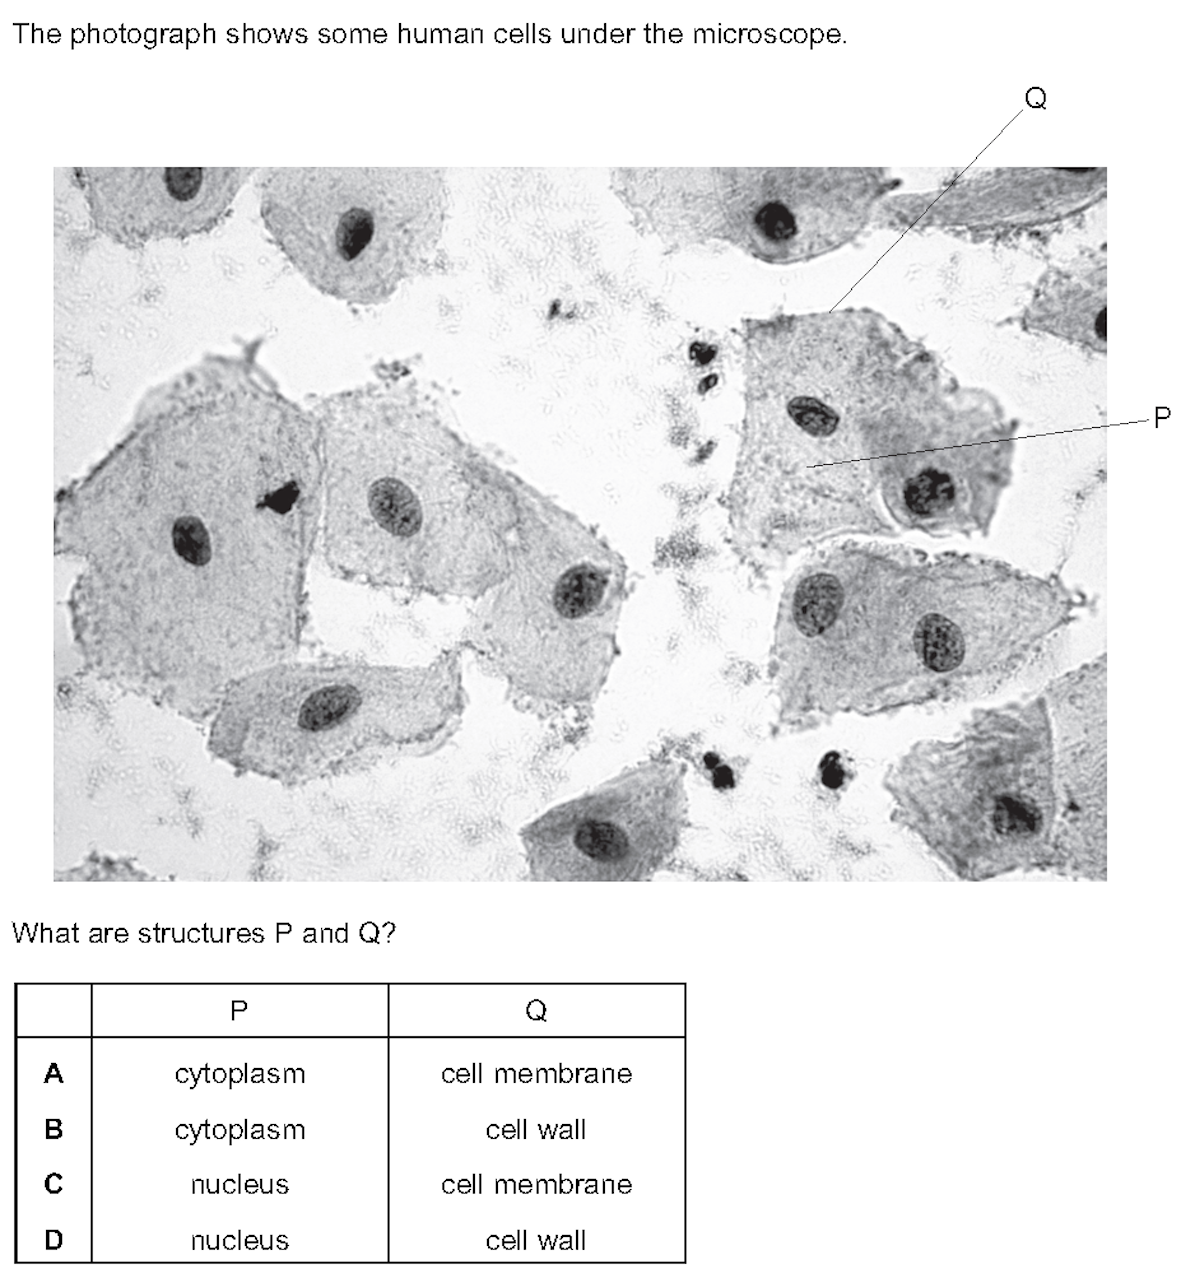 The photograph shows some human cells under the microscope.
Q
P
What are structures P and Q?
P Q
A cytoplasm cell membrane
B cytoplasm cell wall
C nucleus cell membrane
D nucleus cell wall